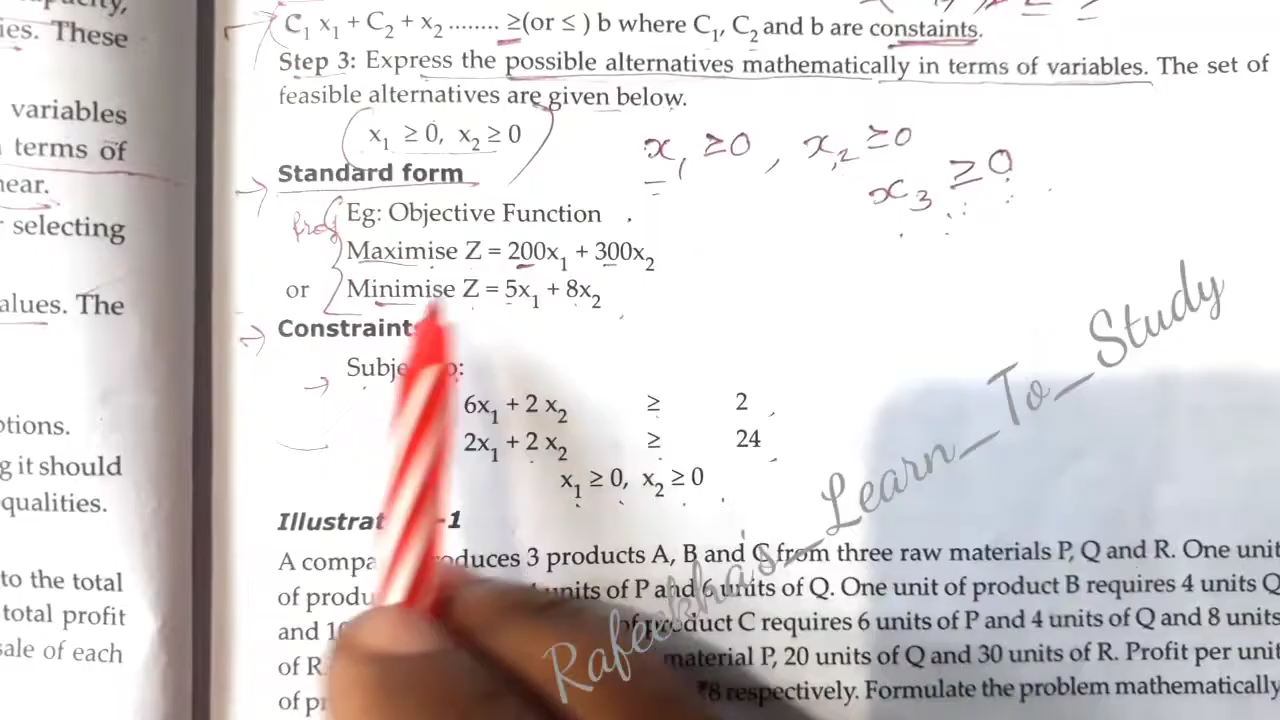 ies. These
variables
terms of
near.
selecting
alues. The
ptions.
g it should
qualities.
to the total
total profit
sale of each
C1 x1 + C2 + x2 ........ ≥(or ≤ ) b where C1, C2 and b are constaints.
Step 3: Express the possible alternatives mathematically in terms of variables. The set of
feasible alternatives are given below.
x1 ≥ 0, x2 ≥ 0
x1 ≥0 , x2 ≥0
x3 ≥0
Standard form
Eg: Objective Function
Maximise Z = 200x1 + 300x2
or Minimise Z = 5x1 + 8x2
Constraint
Subje o:
6x1 + 2 x2 ≥ 2
2x1 + 2 x2 ≥ 24
x1 ≥ 0, x2 ≥ 0
Illustrat -1
A compa oduces 3 products A, B and C from three raw materials P, Q and R. One unit
of produ units of P and 6 units of Q. One unit of product B requires 4 units Q
and 1 of product C requires 6 units of P and 4 units of Q and 8 units
of R. material P, 20 units of Q and 30 units of R. Profit per unit
of pr ₹8 respectively. Formulate the problem mathematically
Rafeekha's_Learn_To_Study